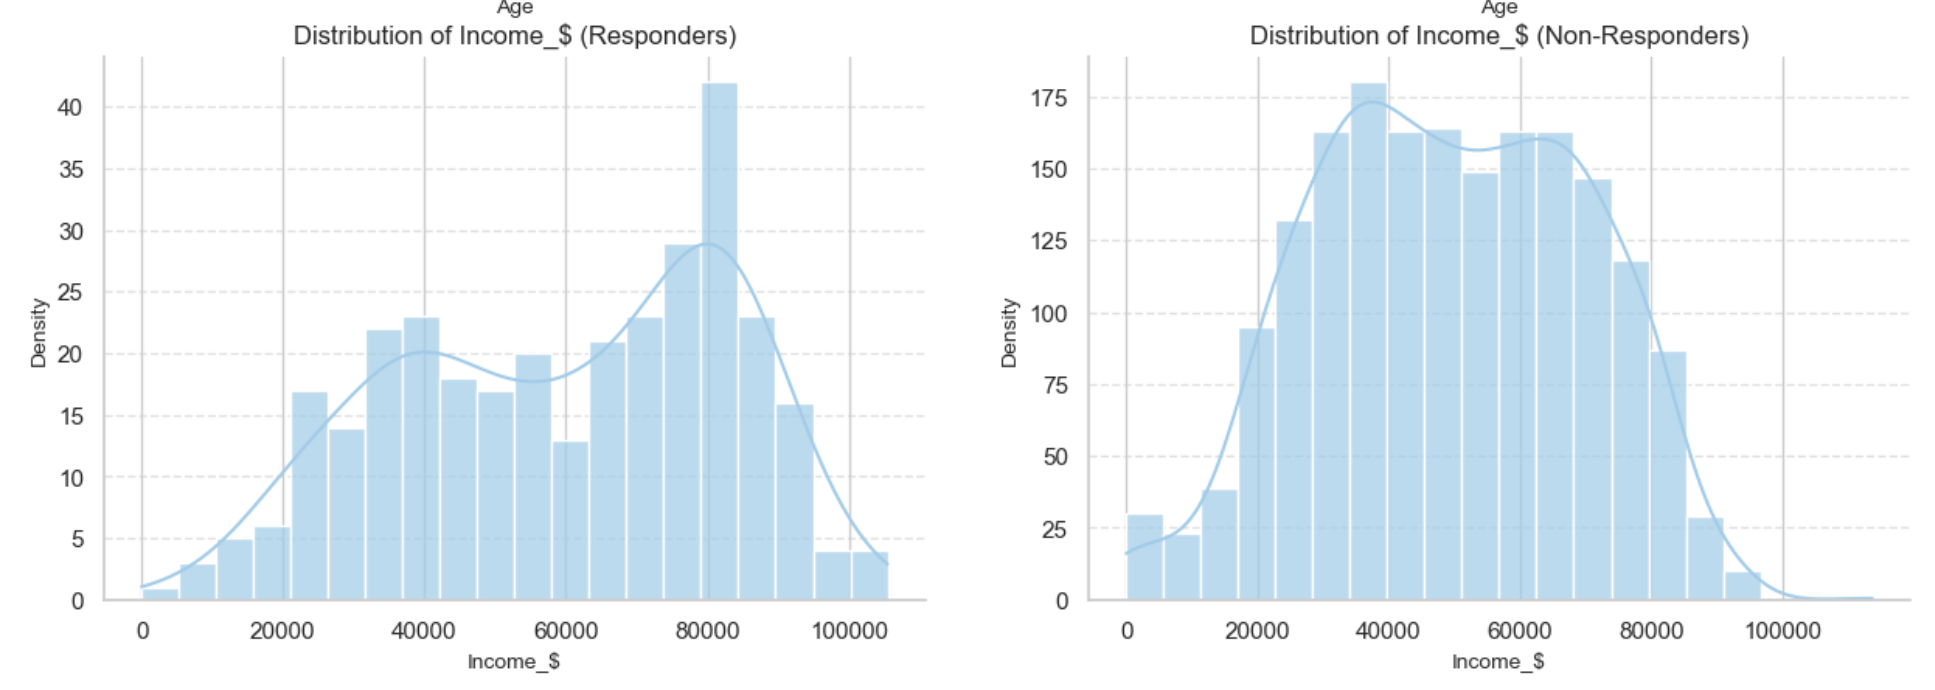 Age
Distribution of Income_$ (Responders)
40
35
30
25
20
15
10
5
0
Density
0 20000 40000 60000 80000 100000
Income_$
Age
Distribution of Income_$ (Non-Responders)
175
150
125
100
75
50
25
0
Density
0 20000 40000 60000 80000 100000
Income_$